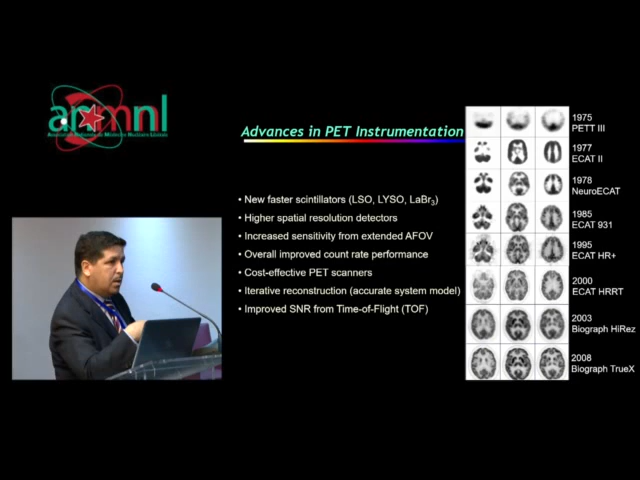 anmnl
Advances in PET Instrumentation
• New faster scintillators (LSO, LYSO, LaBr3)
• Higher spatial resolution detectors
• Increased sensitivity from extended AFOV
• Overall improved count rate performance
• Cost-effective PET scanners
• Iterative reconstruction (accurate system model)
• Improved SNR from Time-of-Flight (TOF)
1975
PETT III
1977
ECAT II
1978
NeuroECAT
1985
ECAT 931
1995
ECAT HR+
2000
ECAT HRRT
2003
Biograph HiRez
2008
Biograph TrueX